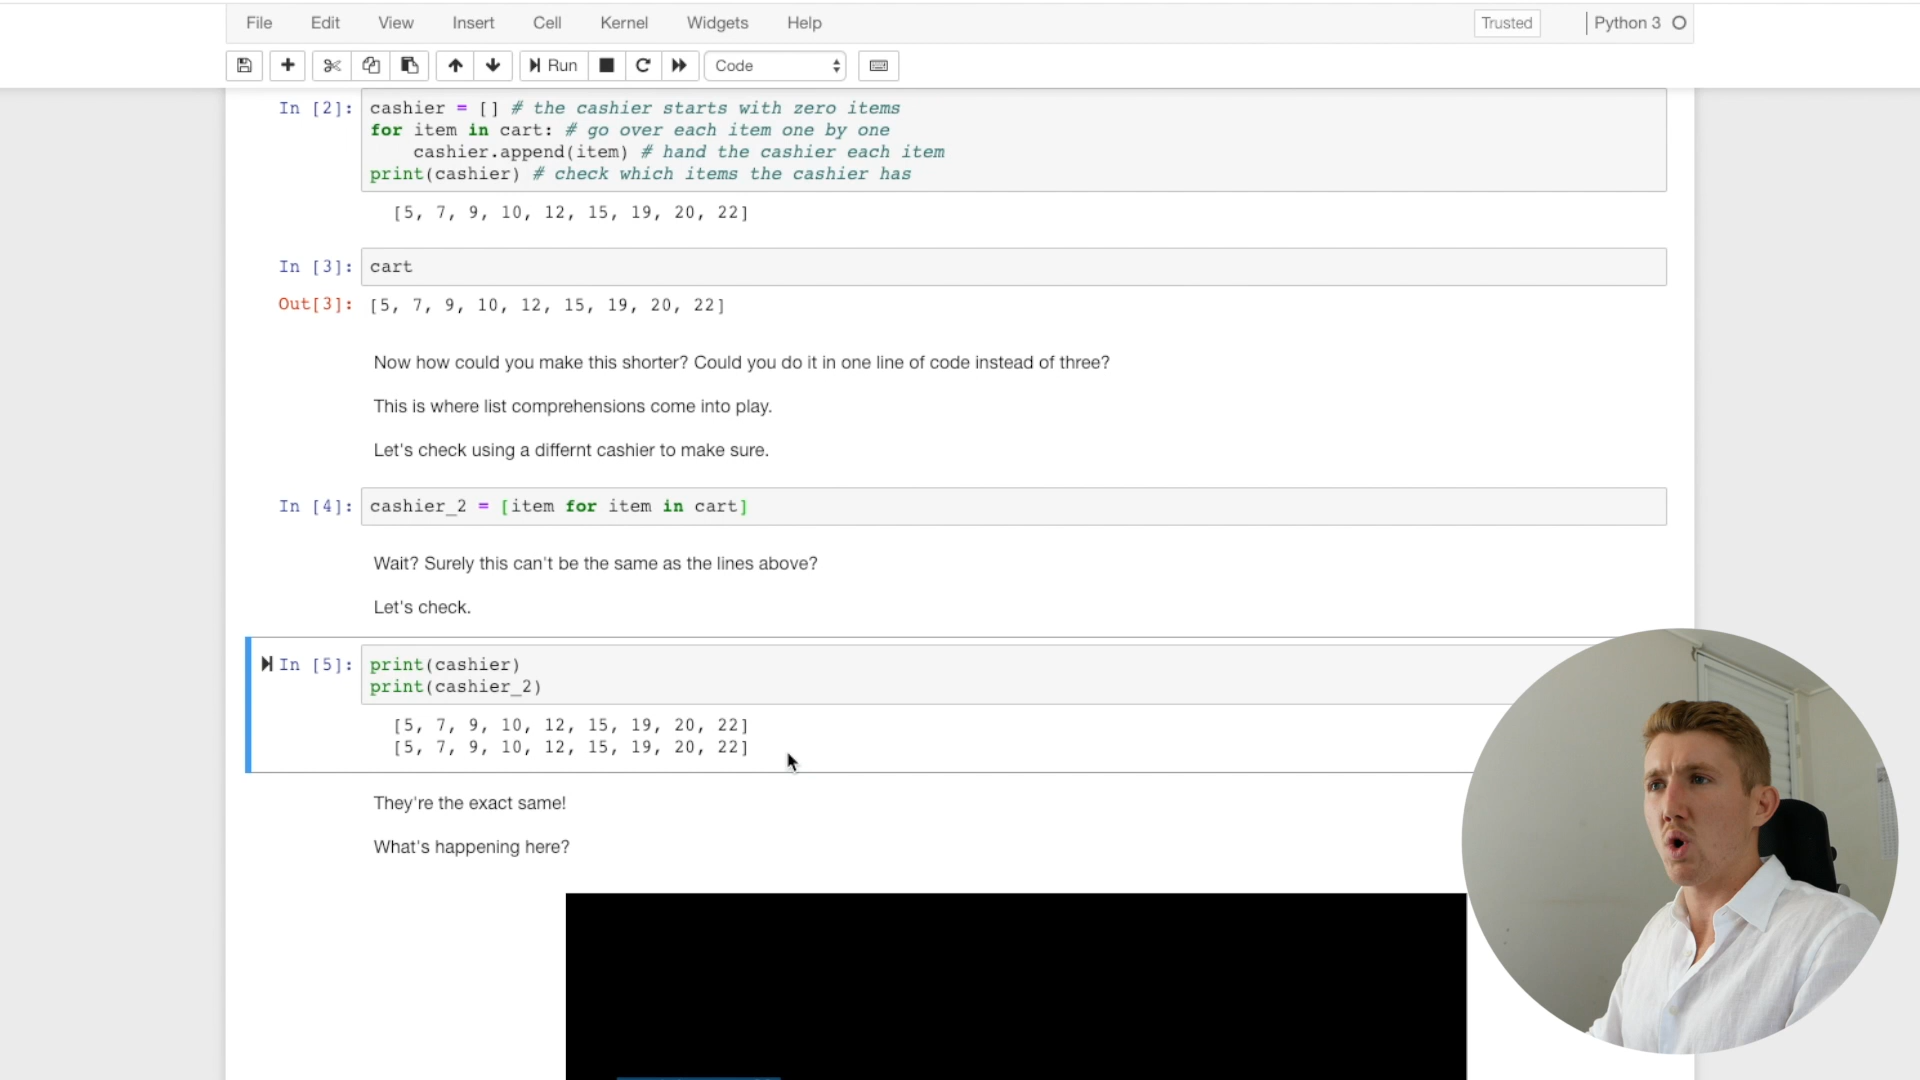 File Edit View Insert Cell Kernel Widgets Help Trusted Python 3
Run Code
In [2]: cashier = [] # the cashier starts with zero items
for item in cart: # go over each item one by one
cashier.append(item) # hand the cashier each item
print(cashier) # check which items the cashier has
[5, 7, 9, 10, 12, 15, 19, 20, 22]
In [3]: cart
Out[3]: [5, 7, 9, 10, 12, 15, 19, 20, 22]
Now how could you make this shorter? Could you do it in one line of code instead of three?
This is where list comprehensions come into play.
Let's check using a differnt cashier to make sure.
In [4]: cashier_2 = [item for item in cart]
Wait? Surely this can't be the same as the lines above?
Let's check.
In [5]: print(cashier)
print(cashier_2)
[5, 7, 9, 10, 12, 15, 19, 20, 22]
[5, 7, 9, 10, 12, 15, 19, 20, 22]
They're the exact same!
What's happening here?